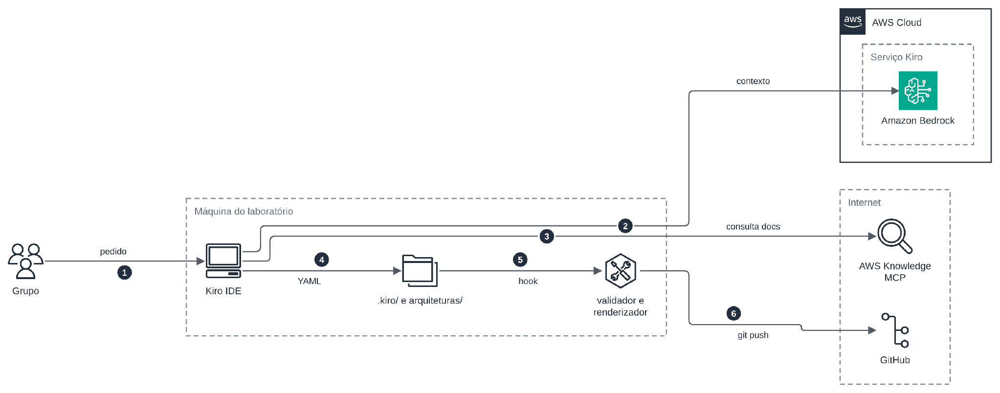 aws
AWS Cloud
Serviço Kiro
contexto
Amazon Bedrock
Internet
Máquina do laboratório
2
consulta docs
3
pedido
1
4
5
Grupo
Kiro IDE
YAML
hook
.kiro/ e arquiteturas/
validador e
renderizador
AWS Knowledge
MCP
6
git push
GitHub